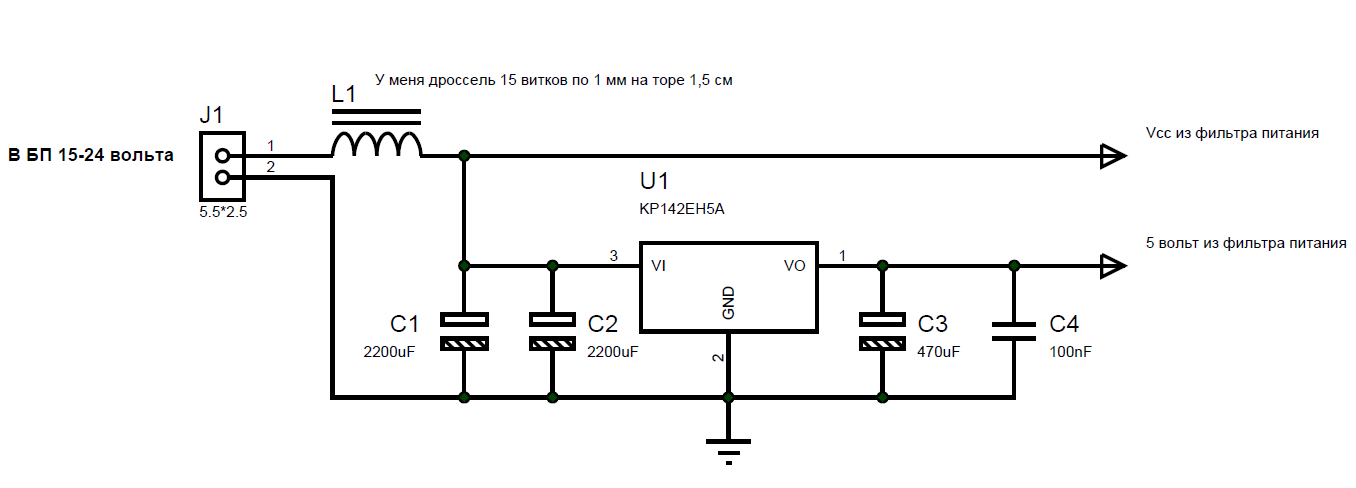 У меня дроссель 15 витков по 1 мм на торе 1,5 см
L1
J1
Vcc из фильтра питания
1
В БП 15-24 вольта
2
U1
5.5*2.5
KP142EH5A
5 вольт из фильтра питания
3
VI
VO
1
GND
C1
C2
C3
C4
2200uF
2200uF
470uF
100nF
2